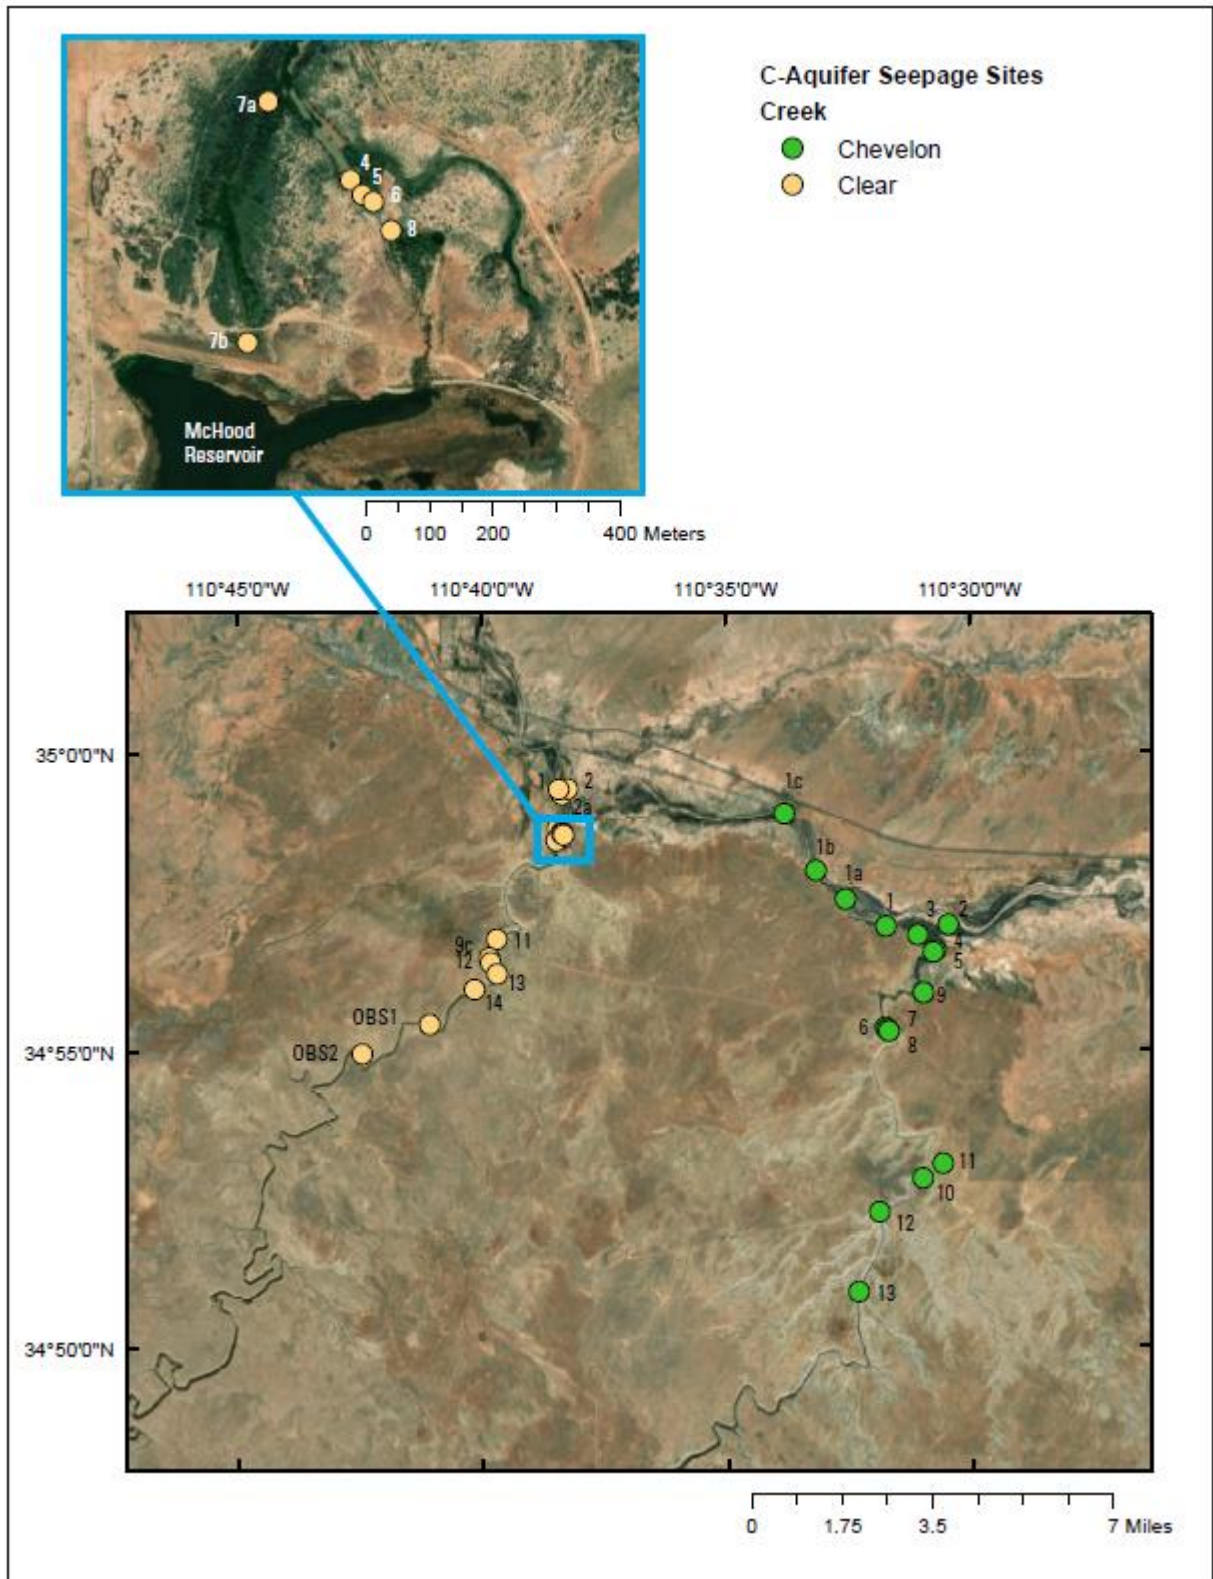 C-Aquifer Seepage Sites
Creek
Chevelon
Clear
7a
4
5
6
8
7b
McHood
Reservoir
0 100 200 400 Meters
110°45'0"W 110°40'0"W 110°35'0"W 110°30'0"W
35°0'0"N
34°55'0"N
34°50'0"N
1
2
2a
1c
1b
1a
1
3
2
4
5
9
6
7
8
11
9c
12
13
14
OBS1
OBS2
11
10
12
13
0 1.75 3.5 7 Miles